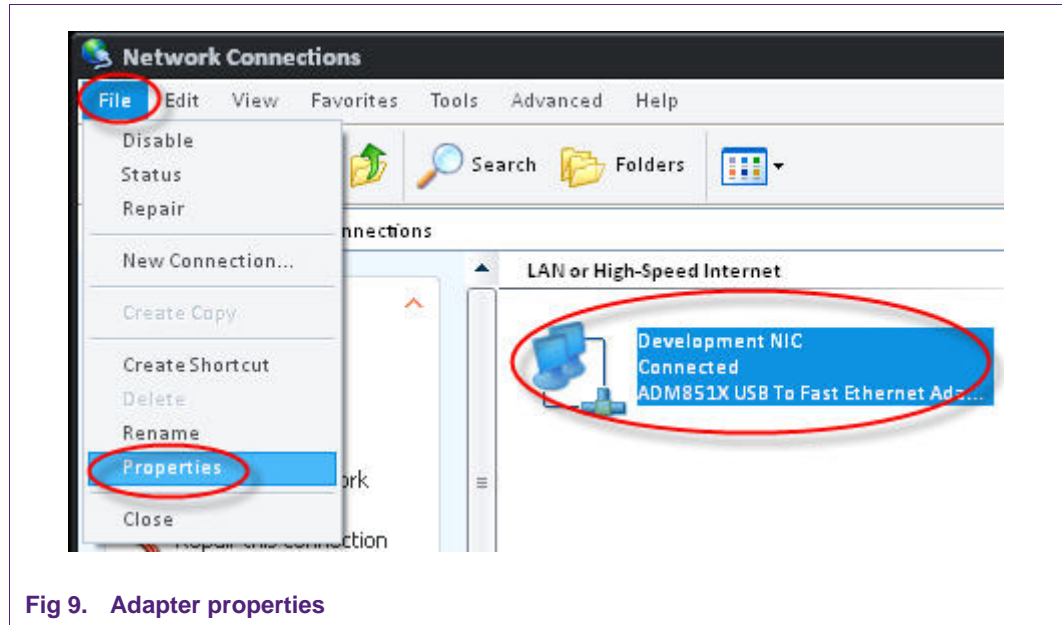 Network Connections
File Edit View Favorites Tools Advanced Help
Disable
Status
Repair
New Connection...
Create Copy
Create Shortcut
Delete
Rename
Properties
Close
Search Folders
nnections
ork
Repair this connection
LAN or High-Speed Internet
Development NIC
Connected
ADM851X USB To Fast Ethernet Ada...
Fig 9. Adapter properties